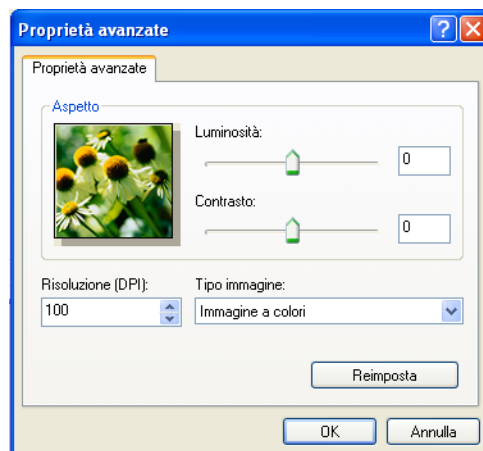 Proprietà avanzate
Proprietà avanzate
Aspetto
Luminosità:
0
Contrasto:
0
Risoluzione (DPI):
Tipo immagine:
100
Immagine a colori
Reimposta
OK
Annulla